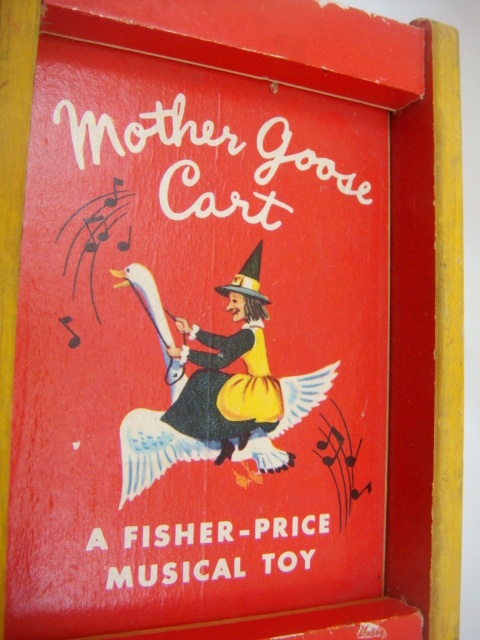 Mother Goose
Cart
A FISHER-PRICE
MUSICAL TOY